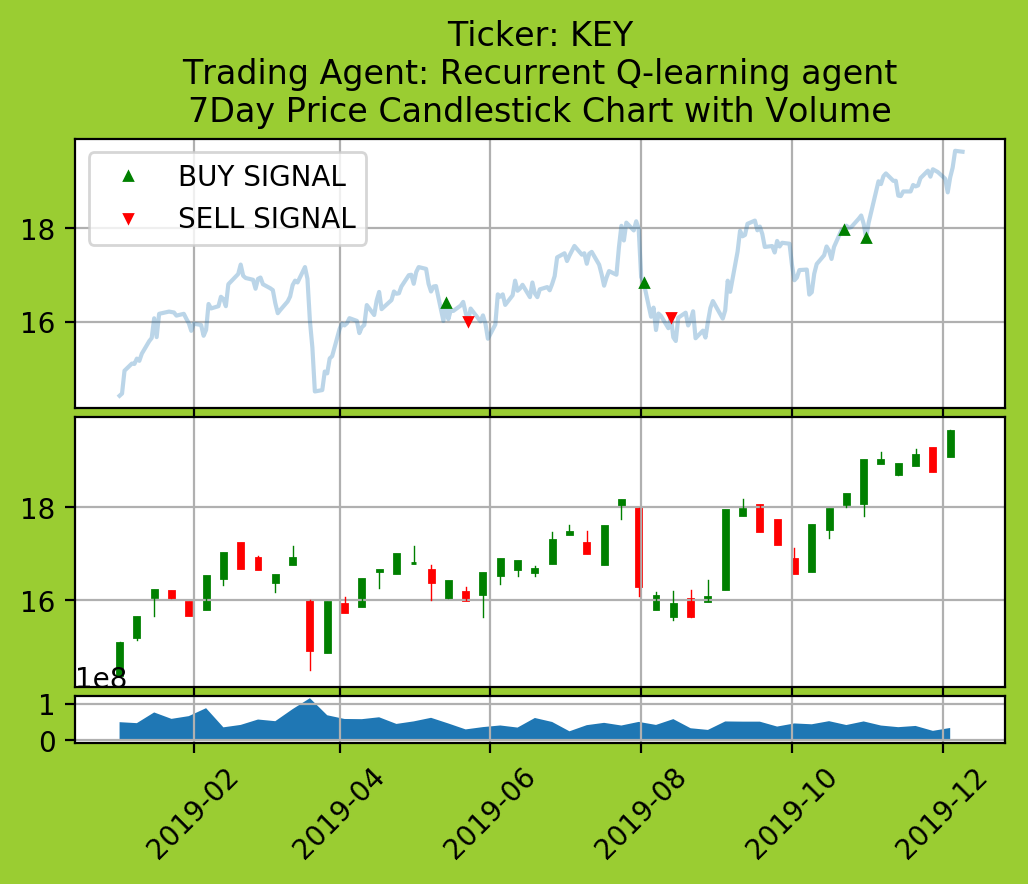 Ticker: KEY
Trading Agent: Recurrent Q-learning agent
7Day Price Candlestick Chart with Volume
BUY SIGNAL
SELL SIGNAL
18
16
18
16
1e8
1
0
2019-02
2019-04
2019-06
2019-08
2019-10
2019-12